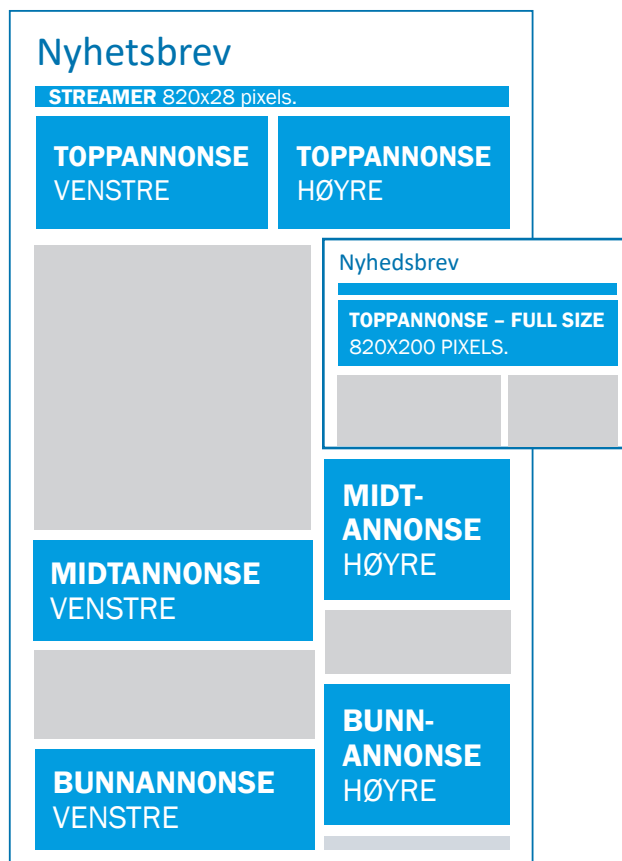 Nyhetsbrev
STREAMER 820x28 pixels.
TOPPANNONSE
VENSTRE
TOPPANNONSE
HØYRE
Nyhedsbrev
TOPPANNONSE – FULL SIZE
820X200 PIXELS.
MIDT-
ANNONSE
HØYRE
MIDTANNONSE
VENSTRE
BUNN-
ANNONSE
HØYRE
BUNNANNONSE
VENSTRE